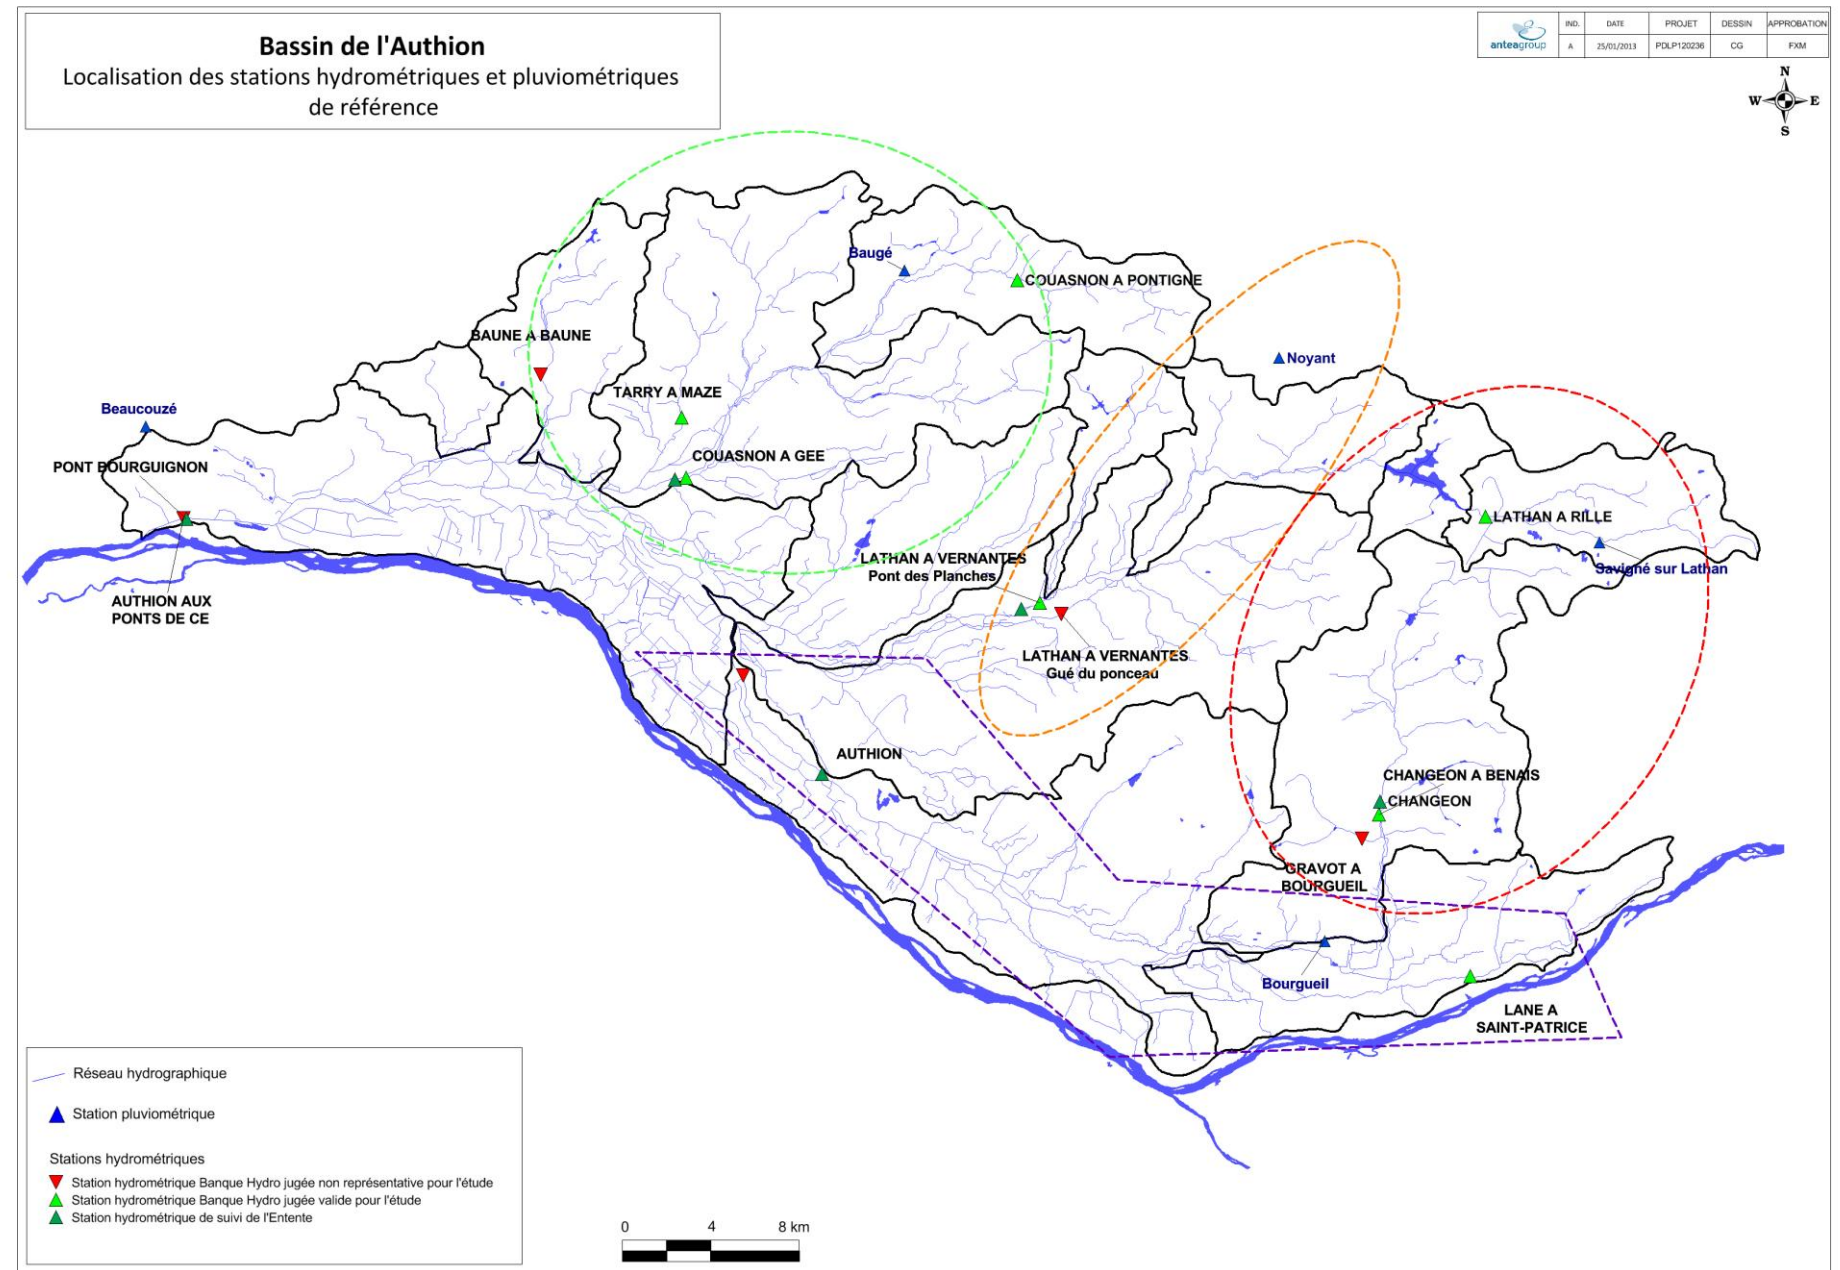 Bassin de l'Authion
Localisation des stations hydrométriques et pluviométriques
de référence
anteagroup
IND. DATE PROJET DESSIN APPROBATION
A 25/01/2013 PDLP120236 CG FXM
N
W E
S
Baugé
COUASNON A PONTIGNE
BAUNE A BAUNE
Noyant
TARRY A MAZE
Beaucouzé
COUASNON A GEE
PONT BOURGUIGNON
LATHAN A RILLE
LATHAN A VERNANTES
Pont des Planches
Savigné sur Lathan
AUTHION AUX
PONTS DE CE
LATHAN A VERNANTES
Gué du ponceau
AUTHION
CHANGEON A BENAIS
CHANGEON
GRAVOT A
BOURGUEIL
Bourgueil
LANE A
SAINT-PATRICE
Réseau hydrographique
Station pluviométrique
Stations hydrométriques
Station hydrométrique Banque Hydro jugée non représentative pour l'étude
Station hydrométrique Banque Hydro jugée valide pour l'étude
Station hydrométrique de suivi de l'Entente
0 4 8 km